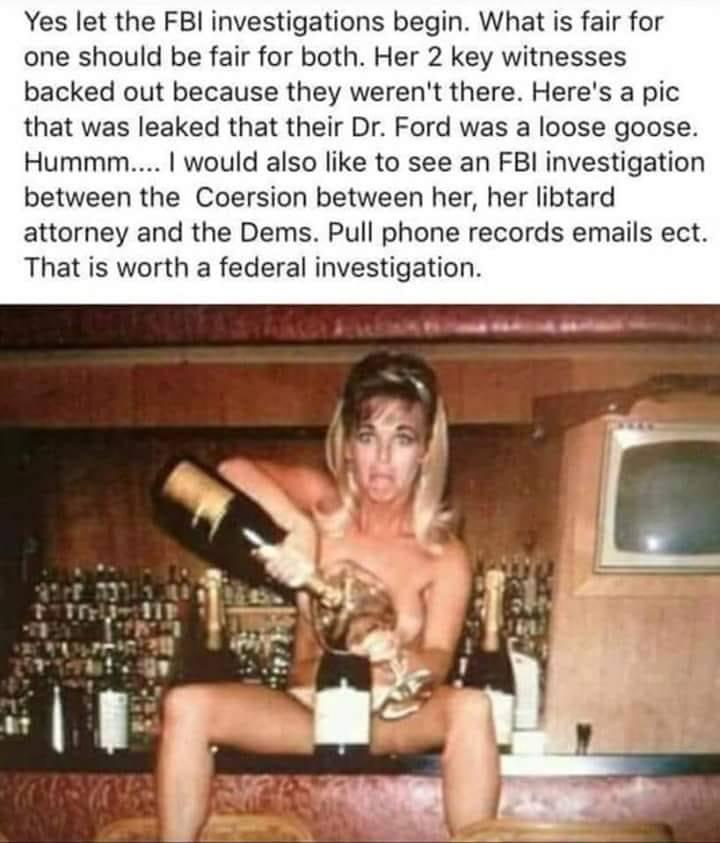 Yes let the FBI investigations begin. What is fair for
one should be fair for both. Her 2 key witnesses
backed out because they weren't there. Here's a pic
that was leaked that their Dr. Ford was a loose goose.
Hummm.... I would also like to see an FBI investigation
between the  Coersion between her, her libtard
attorney and the Dems. Pull phone records emails ect.
That is worth a federal investigation.